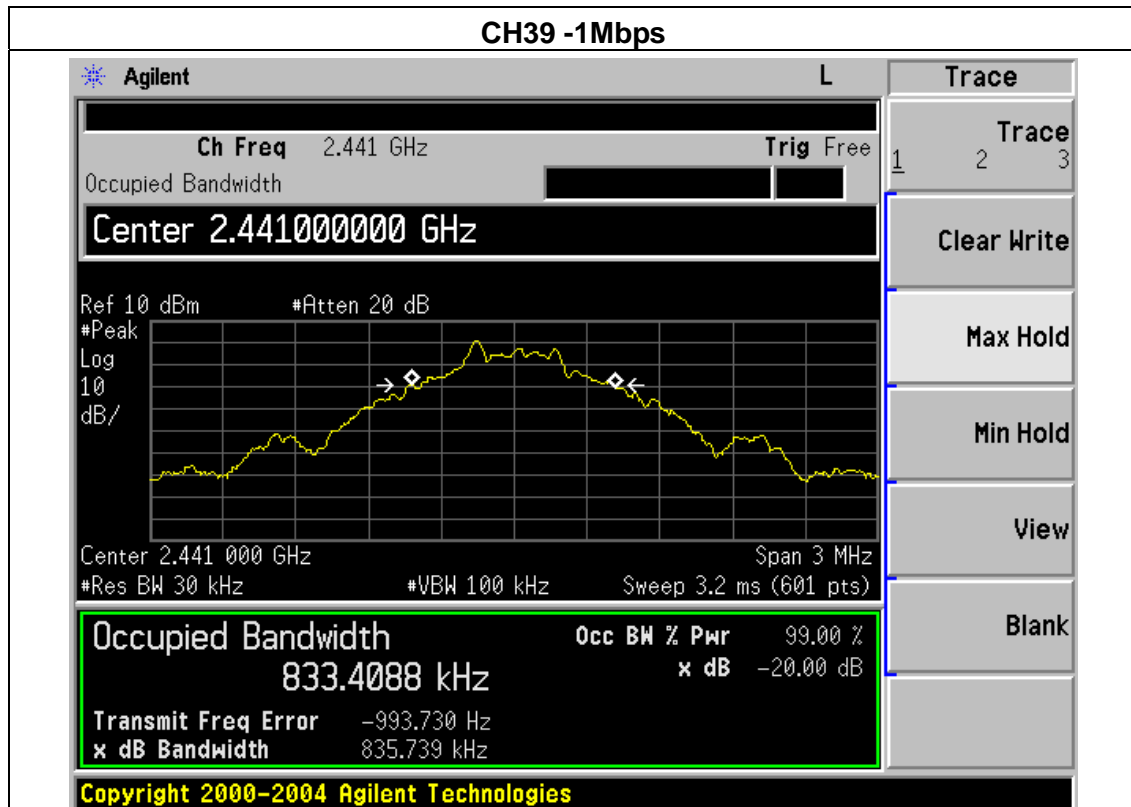 CH39 -1Mbps
Agilent L Trace
Ch Freq 2.441 GHz Trig Free
Occupied Bandwidth
Center 2.441000000 GHz
Ref 10 dBm #Atten 20 dB
#Peak
Log
10
dB/
Center 2.441 000 GHz Span 3 MHz
#Res BW 30 kHz #VBW 100 kHz Sweep 3.2 ms (601 pts)
Occupied Bandwidth Occ BW % Pwr 99.00 %
833.4088 kHz x dB -20.00 dB
Transmit Freq Error -993.730 Hz
x dB Bandwidth 835.739 kHz
Copyright 2000-2004 Agilent Technologies
Trace
1 2 3
Clear Write
Max Hold
Min Hold
View
Blank